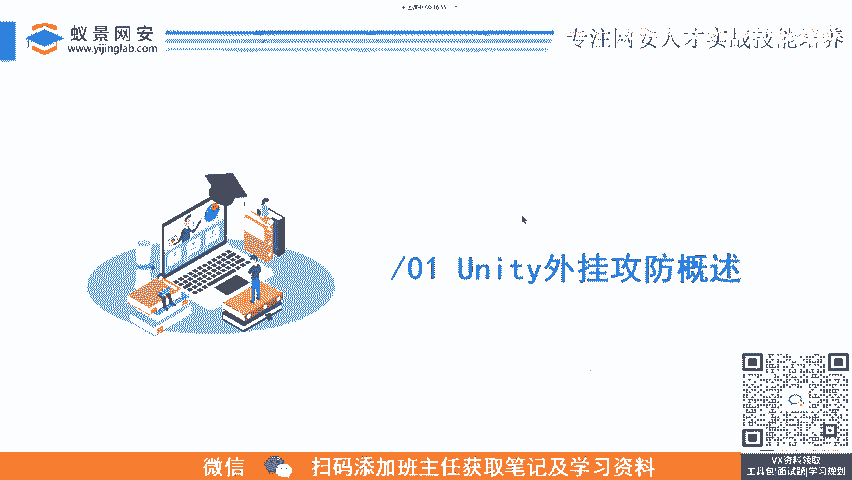 蚁景网安
www.yijinglab.com
专注网安人才实战技能培养
/01 Unity外挂攻防概述
微信 扫码添加班主任获取笔记及学习资料
VX资料领取
工具包|面试题|学习规划